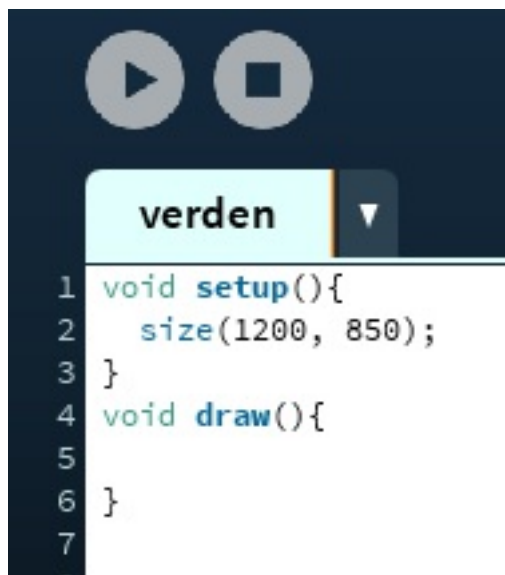 verden
1 void setup(){
2   size(1200, 850);
3 }
4 void draw(){
5
6 }
7